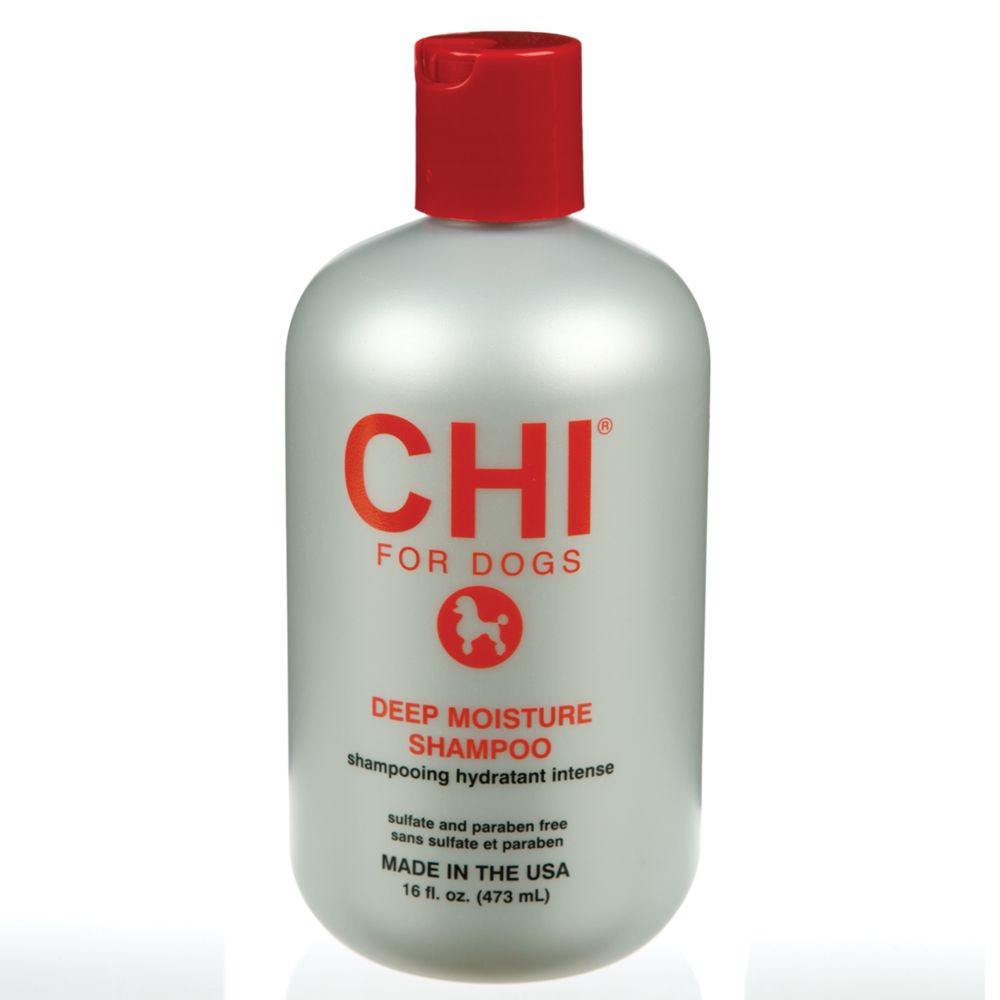 CHI®
FOR DOGS
DEEP MOISTURE
SHAMPOO
shampooing hydratant intense
sulfate and paraben free
sans sulfate et paraben
MADE IN THE USA
16 fl. oz. (473 mL)